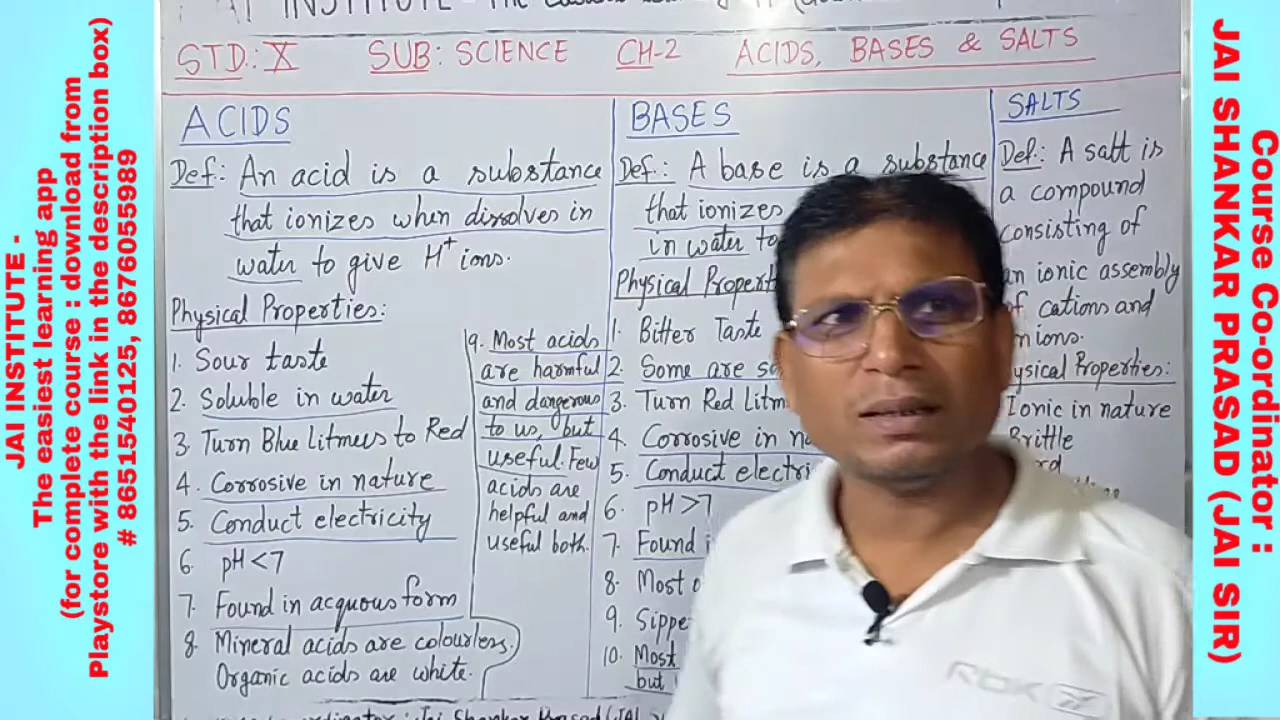 JAI INSTITUTE -
The easiest learning app
(for complete course : download from
Playstore with the link in the description box)
# 8651540125, 8676055989
INSTITUTE - The
STD: X SUB: SCIENCE CH-2 ACIDS, BASES & SALTS
ACIDS
Def: An acid is a substance
that ionizes when dissolves in
water to give H+ ions.
Physical Properties:
1. Sour taste
2. Soluble in water
3. Turn Blue Litmus to Red
4. Corrosive in nature
5. Conduct electricity
6. pH<7
7. Found in acquous form
8. Mineral acids are colourless.
Organic acids are white.
9. Most acids
are harmful
and dangerous
to us, but
useful. Few
acids are
helpful and
useful both.
BASES
Def.: A base is a substance
that ionizes
in water to
Physical
1. Bitter Taste
2. Some are
3. Turn Red
4. Corrosive in
5. Conduct
6. pH>7
7. Found
8. Most
9.
10. Most
but
SALTS
Def.: A salt is
a compound
consisting of
an ionic assembly
of cations and
Properties:
Ionic in nature
Brittle
Jai Shankar Prasad (JAI
RBK
Course Co-ordinator :
JAI SHANKAR PRASAD (JAI SIR)